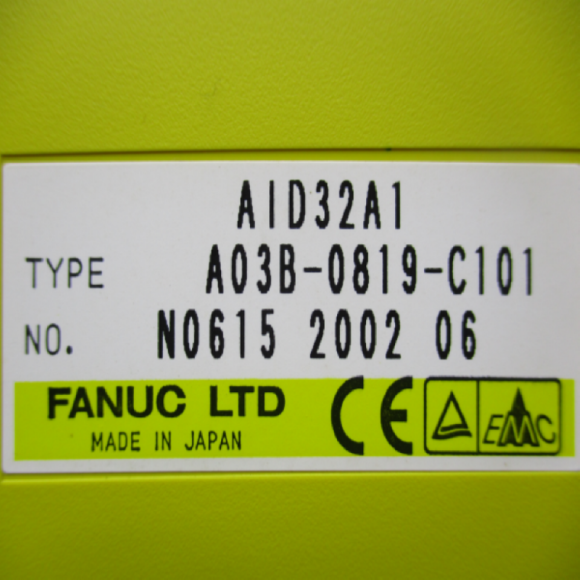 AID32A1
TYPE A03B-0819-C101
NO. N0615 2002 06
FANUC LTD
MADE IN JAPAN
CE
EMC